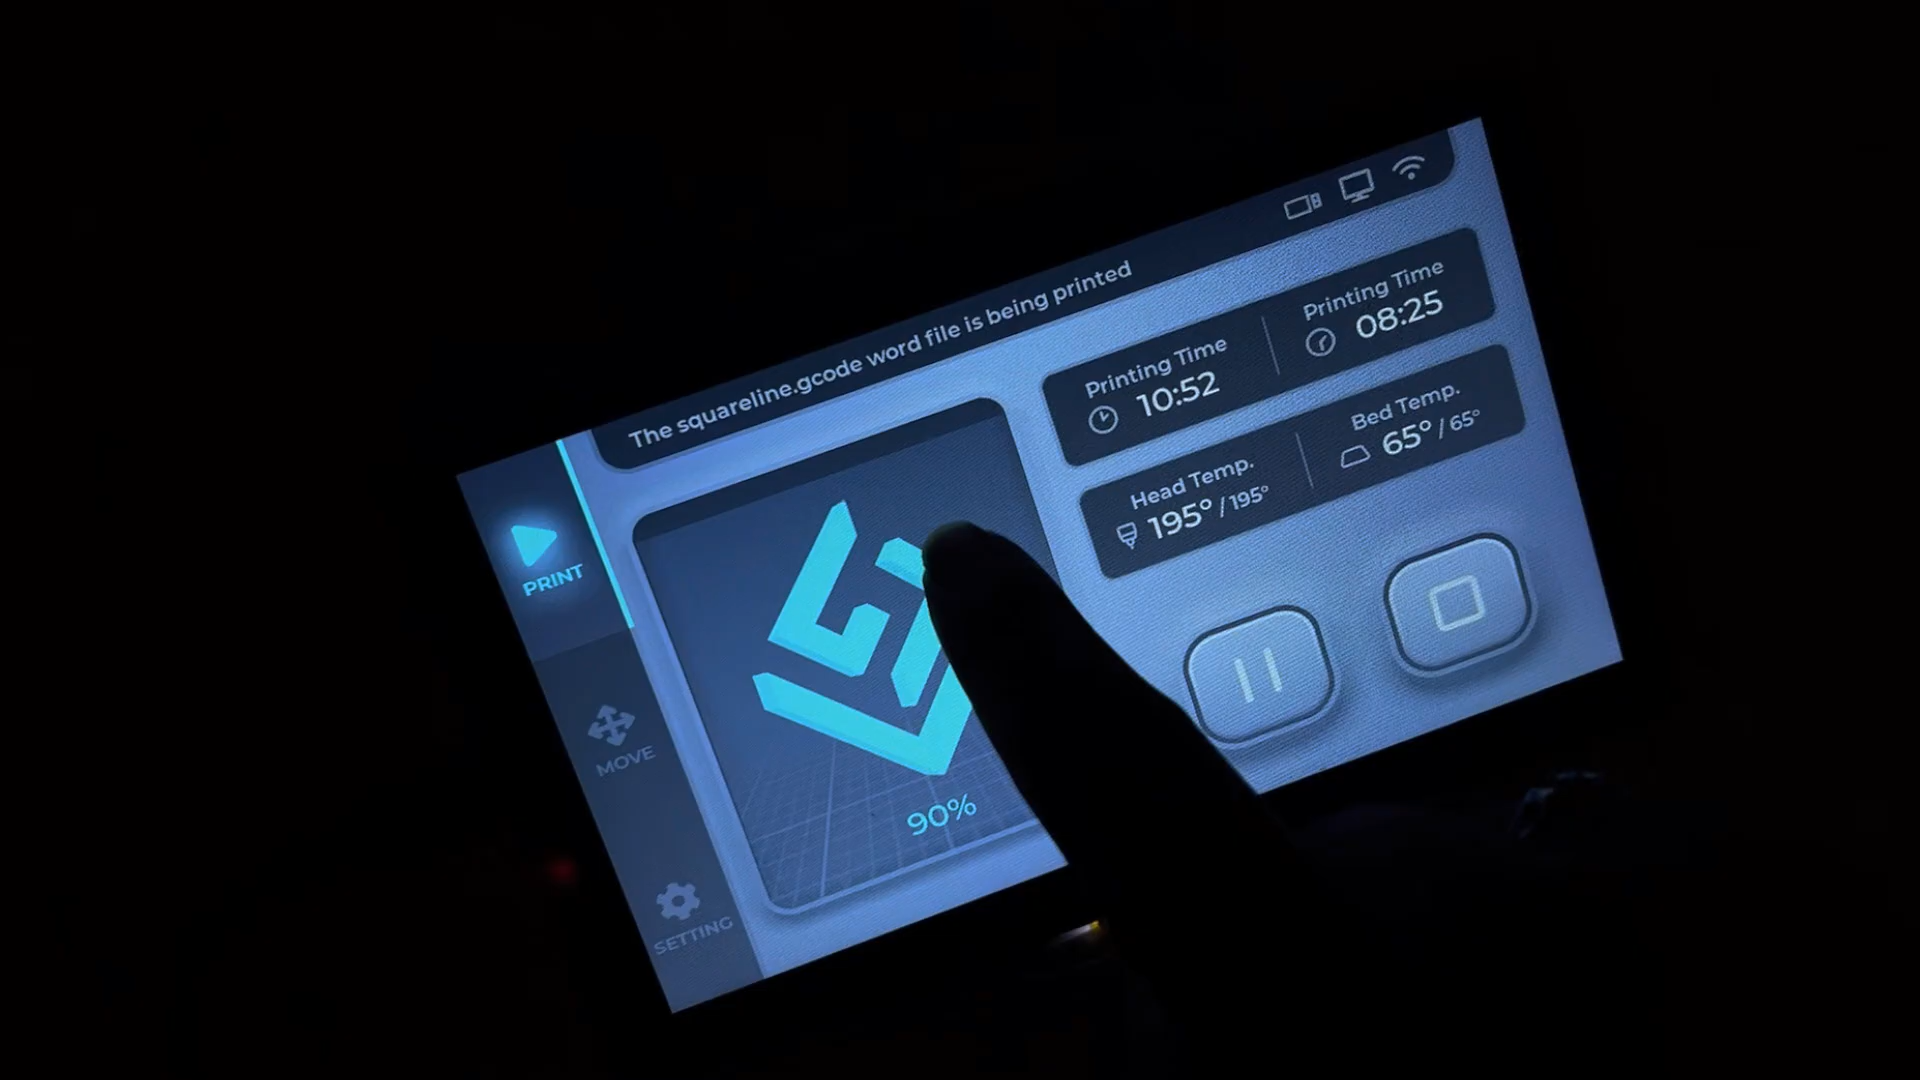 The squareline.gcode word file is being printed
PRINT
MOVE
SETTING
90%
Printing Time
10:52
Printing Time
08:25
Head Temp.
195°/195°
Bed Temp.
65°/65°